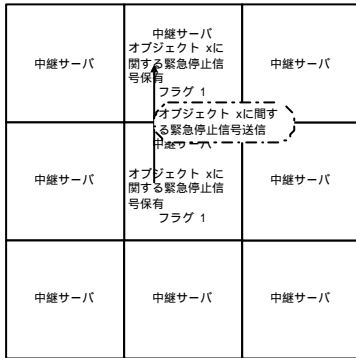 中継サーバ
中継サーバ
オブジェクト xに
関する緊急停止信
号保有
フラグ 1
中継サーバ
オブジェクト xに関す
る緊急停止信号送信
中継サーバ
中継サーバ
オブジェクト xに
関する緊急停止信
号保有
フラグ 1
中継サーバ
中継サーバ
中継サーバ
中継サーバ